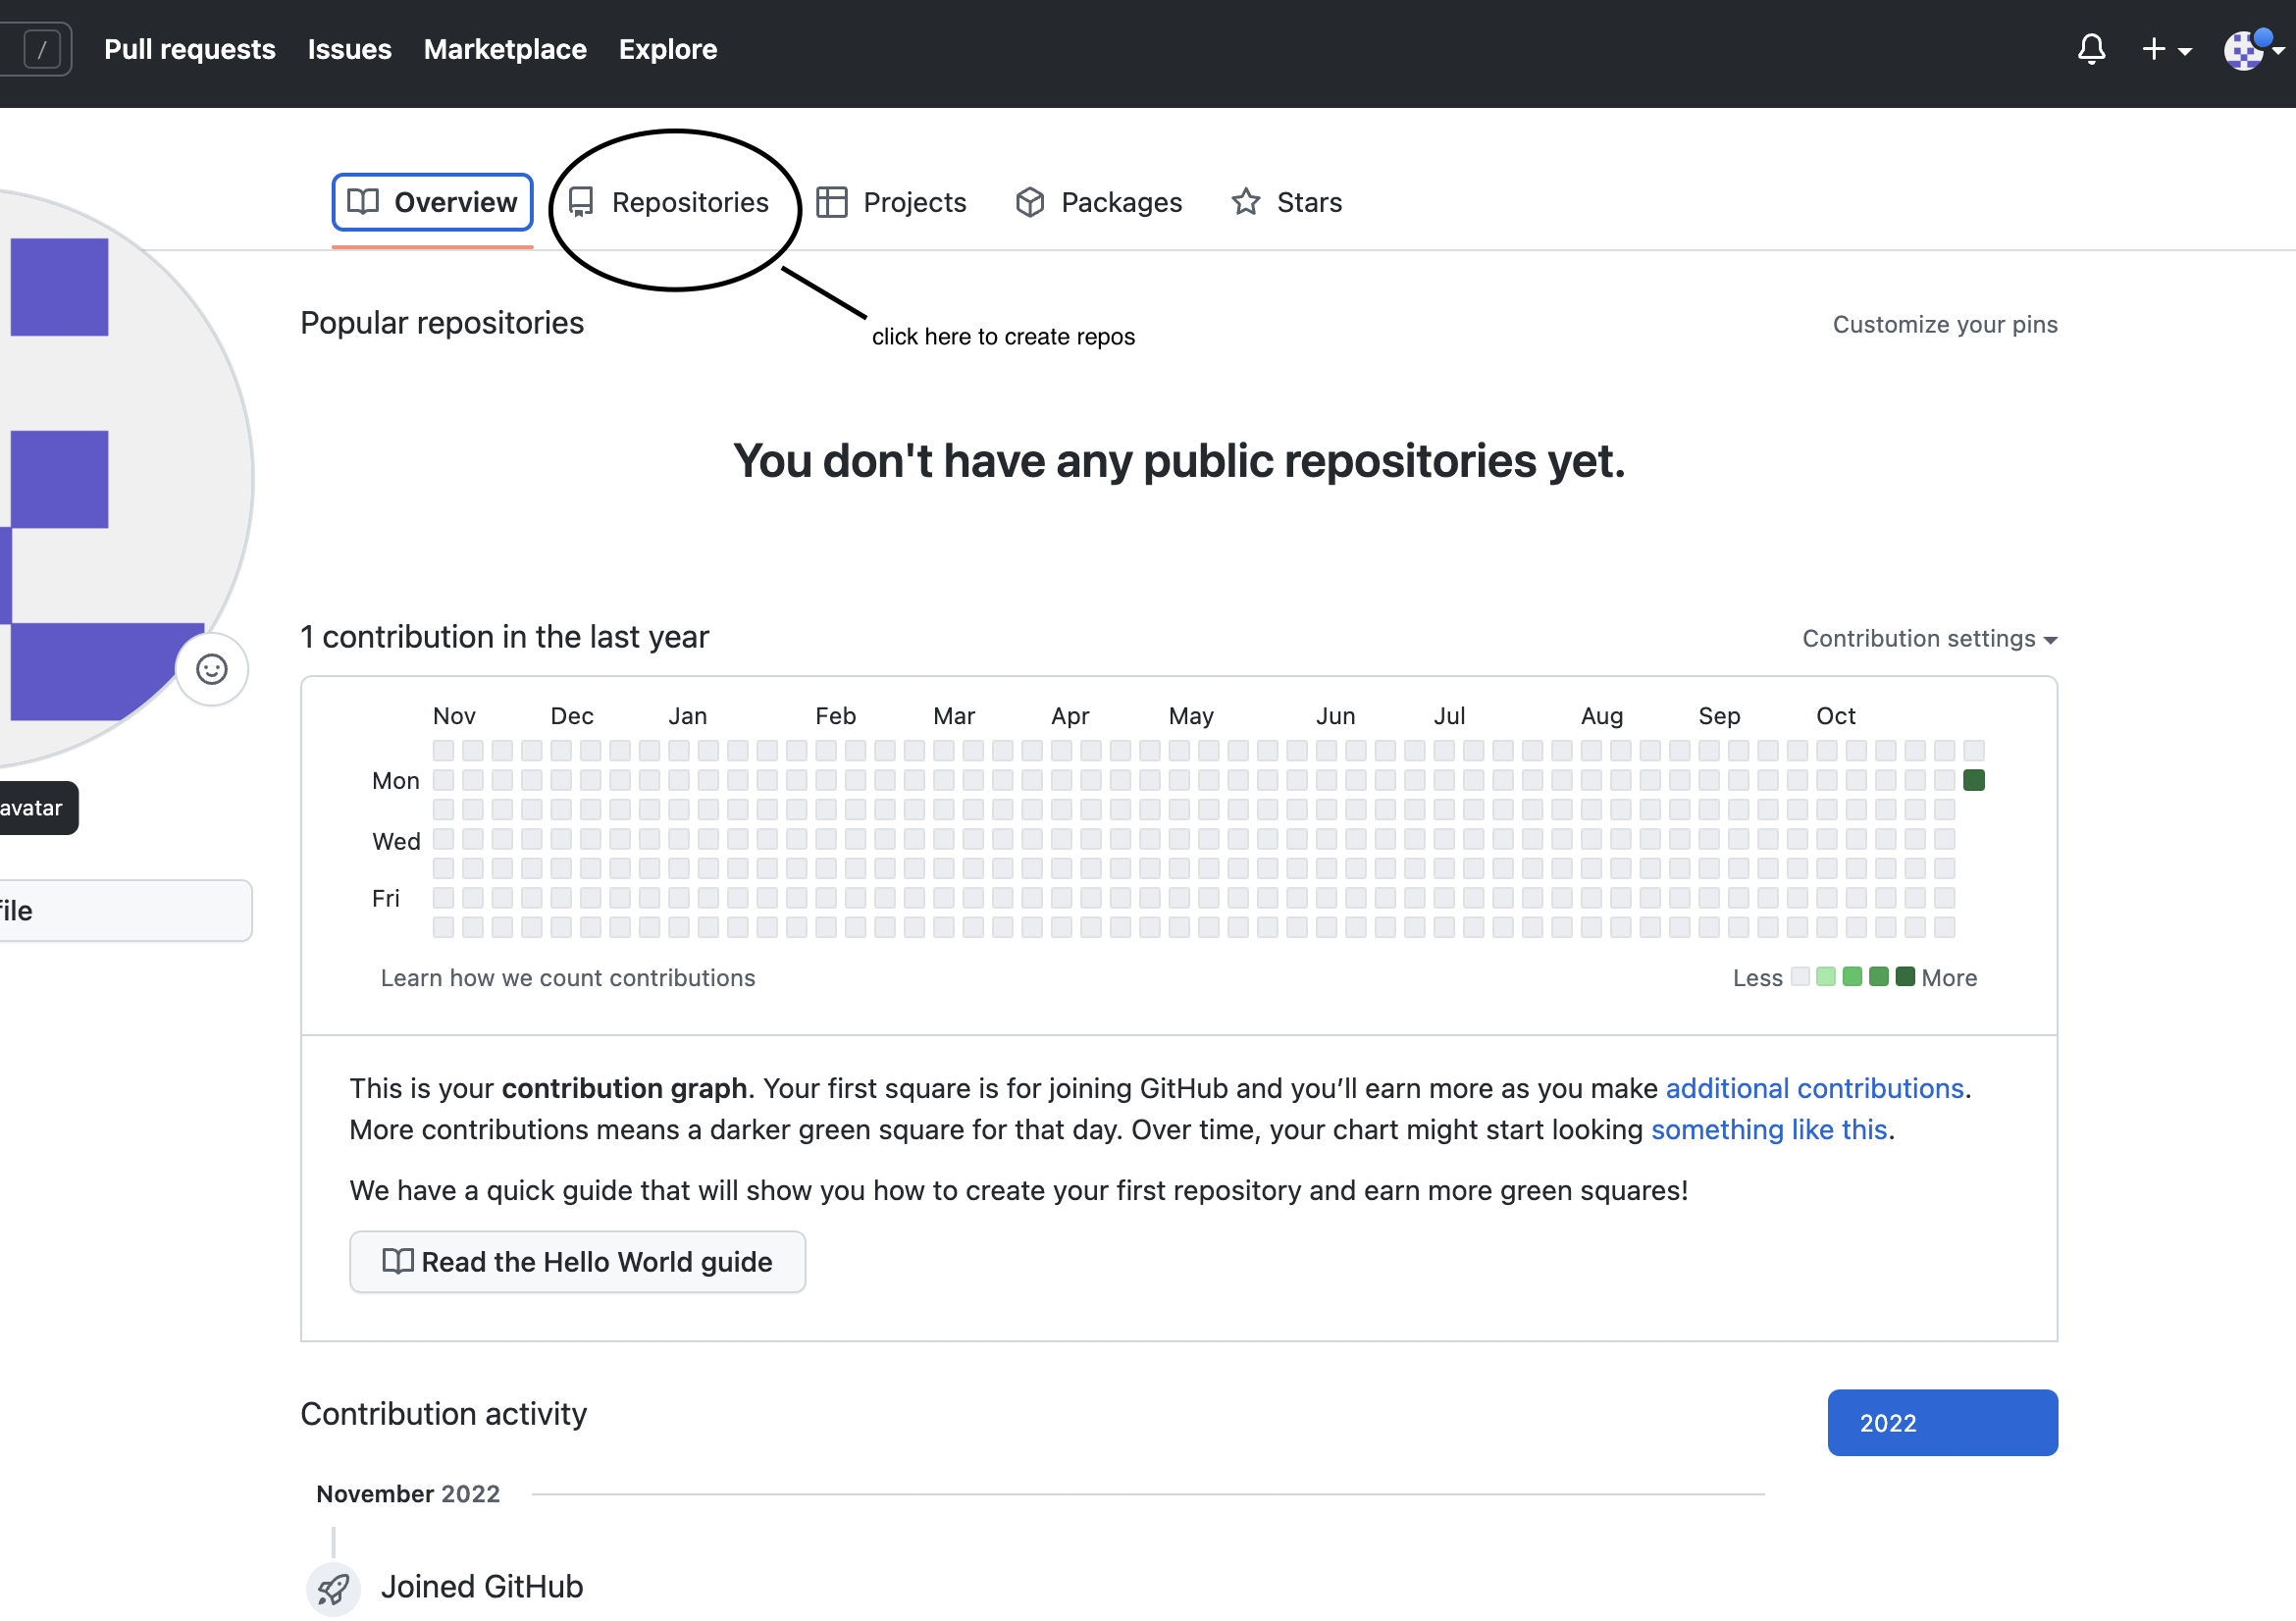 / Pull requests Issues Marketplace Explore
Overview Repositories Projects Packages Stars
Popular repositories
click here to create repos
Customize your pins
You don't have any public repositories yet.
1 contribution in the last year
Contribution settings
Nov Dec Jan Feb Mar Apr May Jun Jul Aug Sep Oct
Mon
Wed
Fri
avatar
file
Learn how we count contributions
Less More
This is your contribution graph. Your first square is for joining GitHub and you’ll earn more as you make additional contributions.
More contributions means a darker green square for that day. Over time, your chart might start looking something like this.
We have a quick guide that will show you how to create your first repository and earn more green squares!
Read the Hello World guide
Contribution activity
2022
November 2022
Joined GitHub